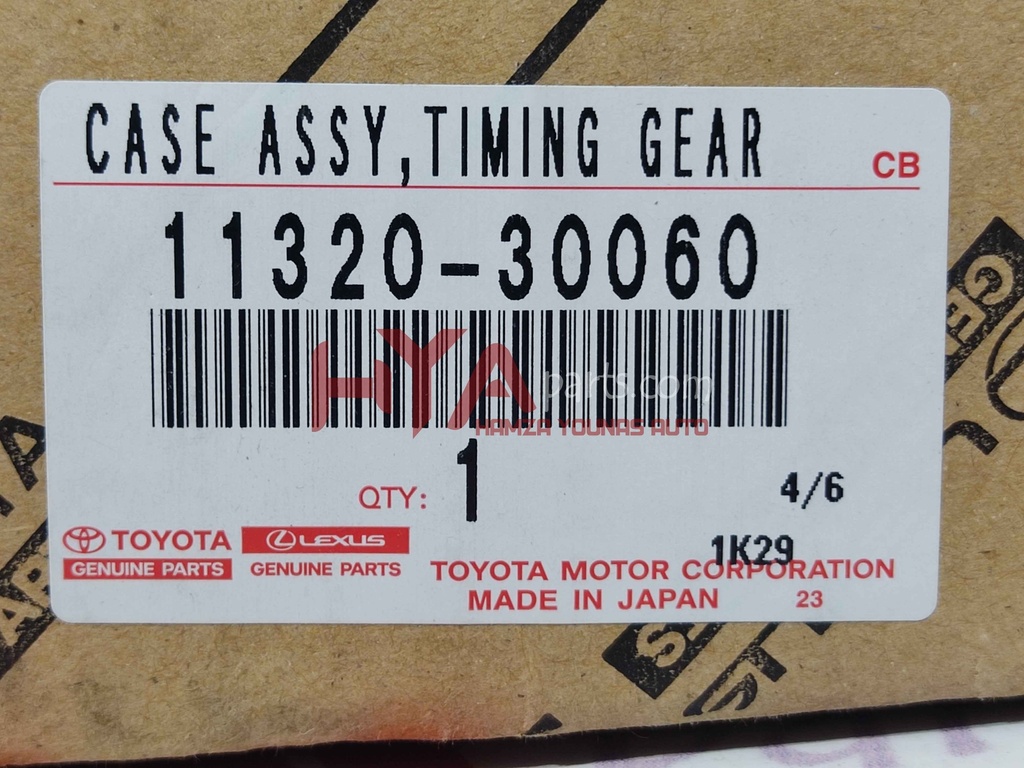 CASE ASSY,TIMING GEAR
CB
11320-30060
HYA parts.com
HAMZA YOUNAS AUTO
QTY: 1
4/6
TOYOTA LEXUS
1K29
GENUINE PARTS GENUINE PARTS
TOYOTA MOTOR CORPORATION
MADE IN JAPAN 23